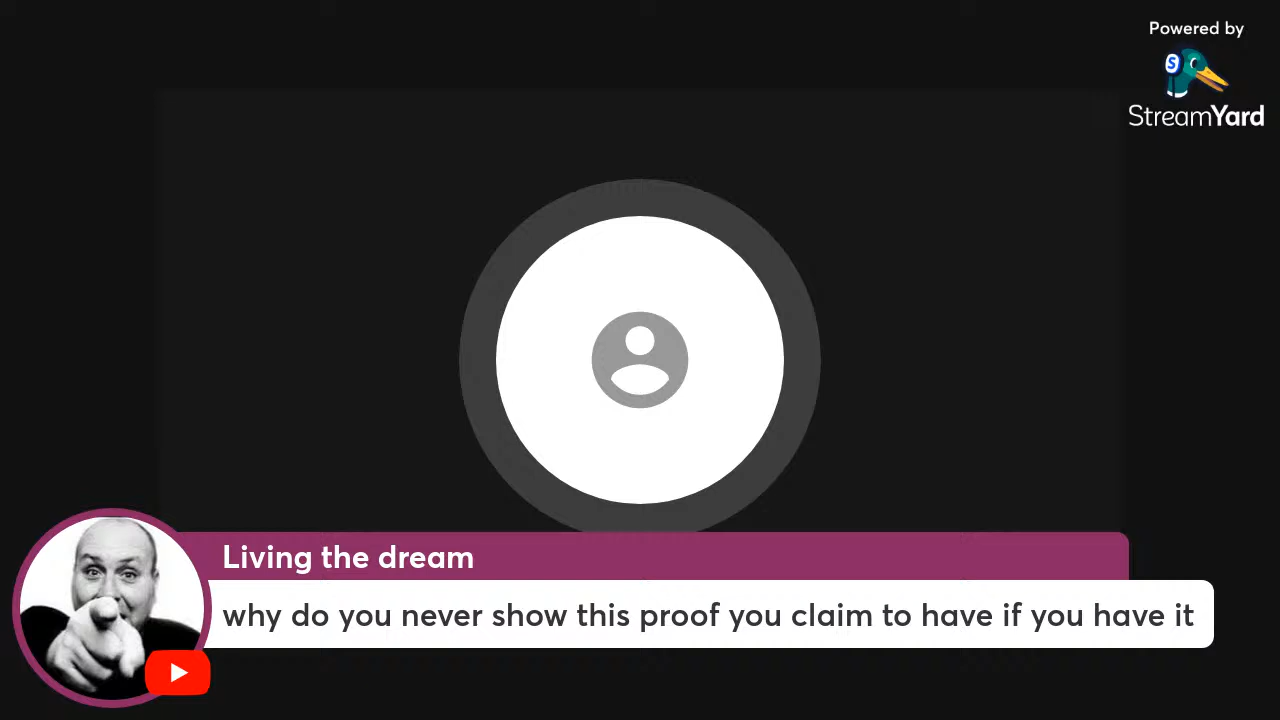 Powered by
S
StreamYard
Living the dream
why do you never show this proof you claim to have if you have it